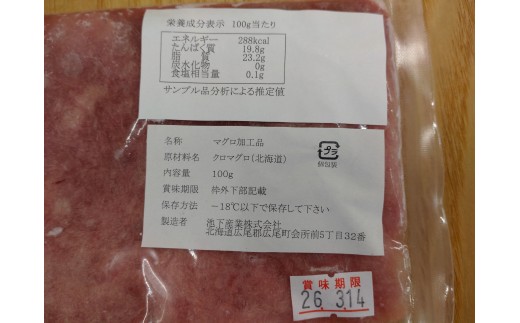 栄養成分表示 100g当たり
エネルギー 288kcal
たんぱく質 19.8g
脂質 23.2g
炭水化物 0g
食塩相当量 0.1g
サンプル品分析による推定値
名称 マグロ加工品
原材料名 クロマグロ(北海道)
内容量 100g
賞味期限 枠外下部記載
保存方法 －18℃以下で保存して下さい
製造者 池下産業株式会社
北海道広尾郡広尾町会所前5丁目32番
プラ
個包装
賞味期限
26. 3.14